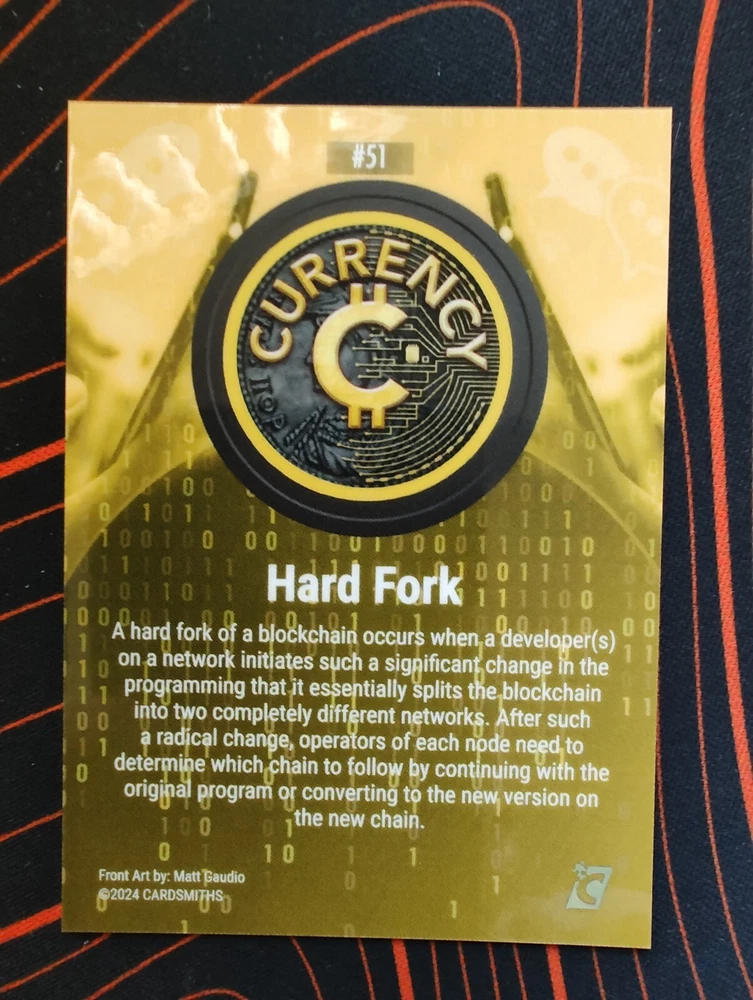 #51
CURRENCY
Hard Fork
A hard fork of a blockchain occurs when a developer(s)
on a network initiates such a significant change in the
programming that it essentially splits the blockchain
into two completely different networks. After such
a radical change, operators of each node need to
determine which chain to follow by continuing with the
original program or converting to the new version on
the new chain.
Front Art by: Matt Gaudio
©2024 CARDSMITHS